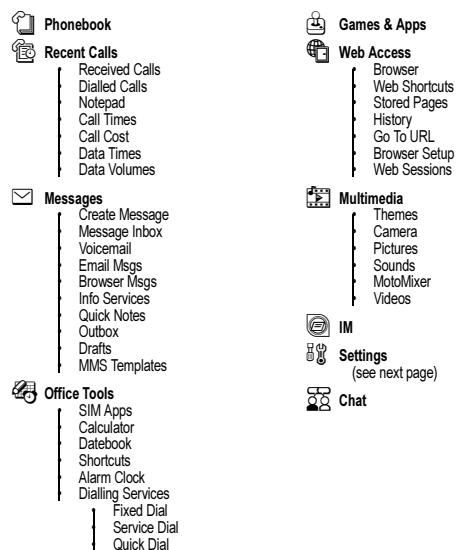 Phonebook
Recent Calls
Received Calls
Dialled Calls
Notepad
Call Times
Call Cost
Data Times
Data Volumes
Messages
Create Message
Message Inbox
Voicemail
Email Msgs
Browser Msgs
Info Services
Quick Notes
Outbox
Drafts
MMS Templates
Office Tools
SIM Apps
Calculator
Datebook
Shortcuts
Alarm Clock
Dialling Services
Fixed Dial
Service Dial
Quick Dial
Games & Apps
Web Access
Browser
Web Shortcuts
Stored Pages
History
Go To URL
Browser Setup
Web Sessions
Multimedia
Themes
Camera
Pictures
Sounds
MotoMixer
Videos
IM
Settings
(see next page)
Chat